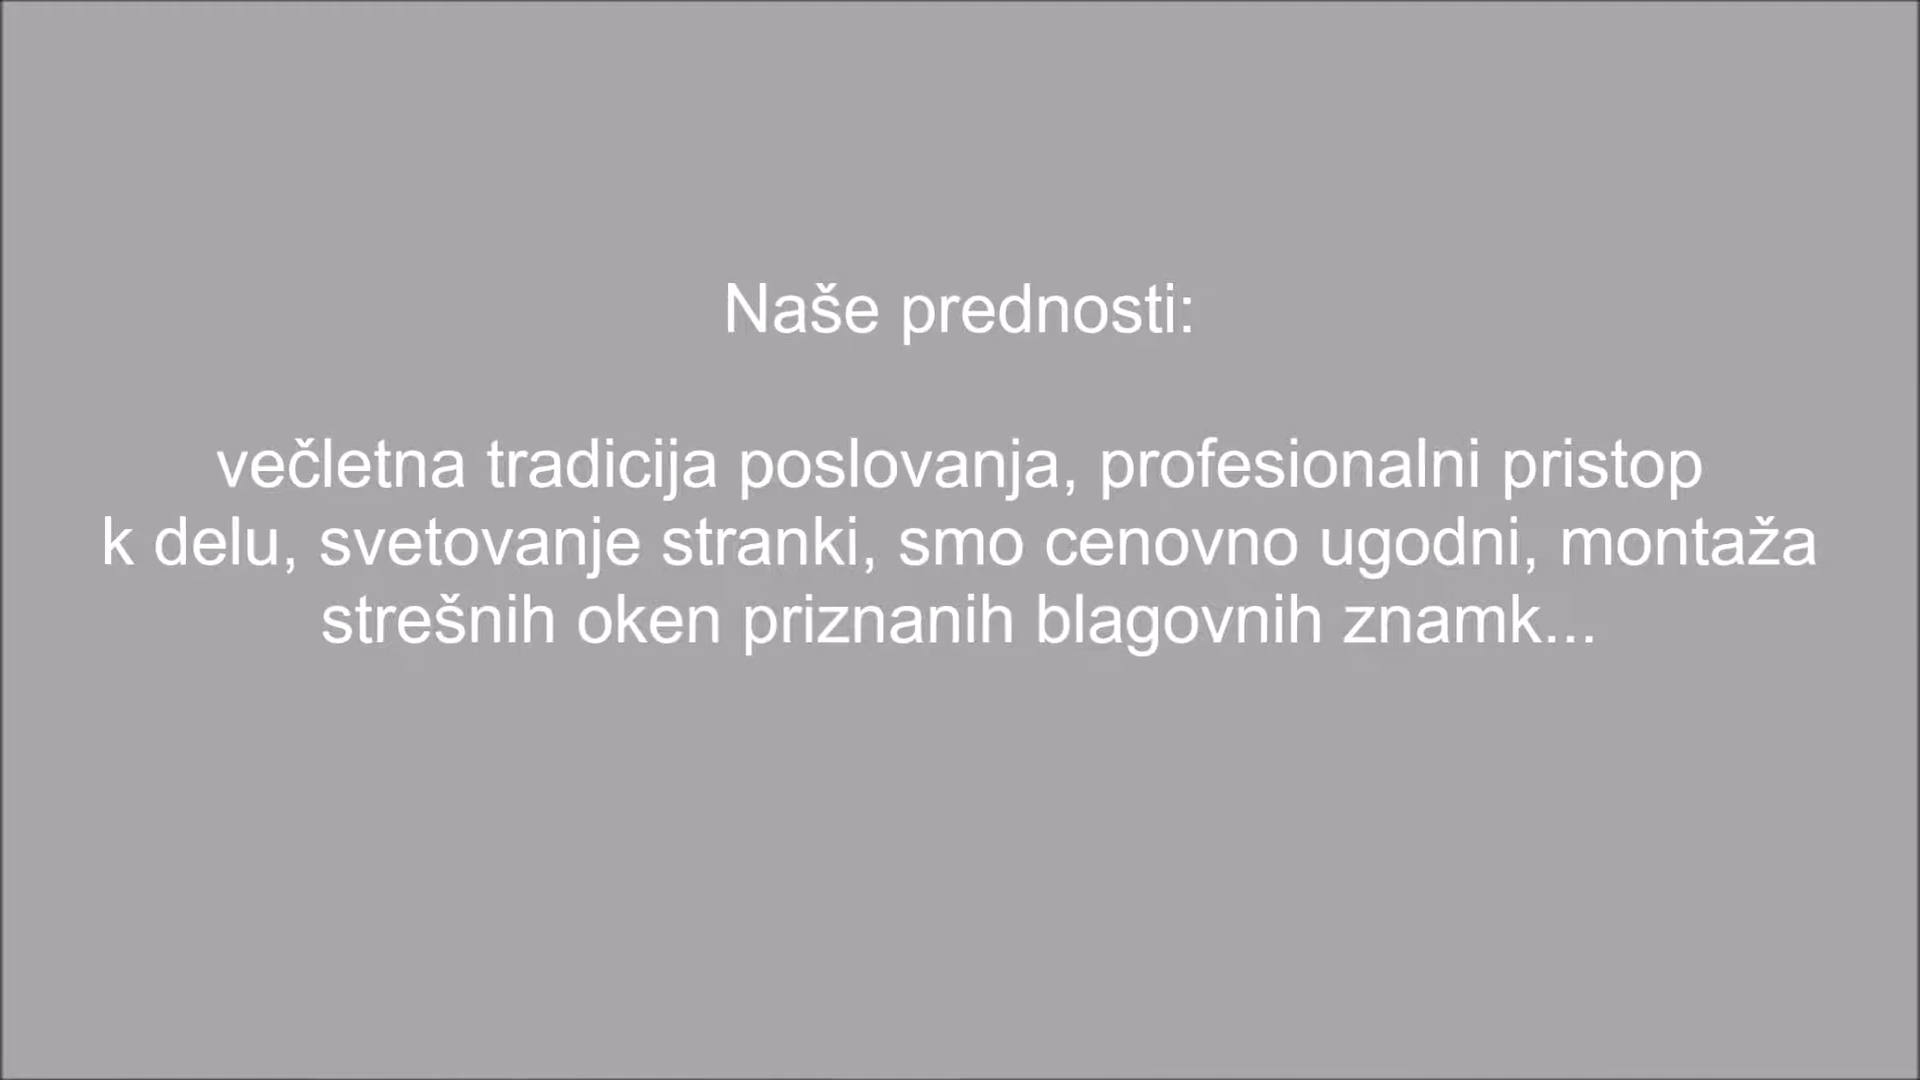 Naše prednosti:
večletna tradicija poslovanja, profesionalni pristop
k delu, svetovanje stranki, smo cenovno ugodni, montaža
strešnih oken priznanih blagovnih znamk...